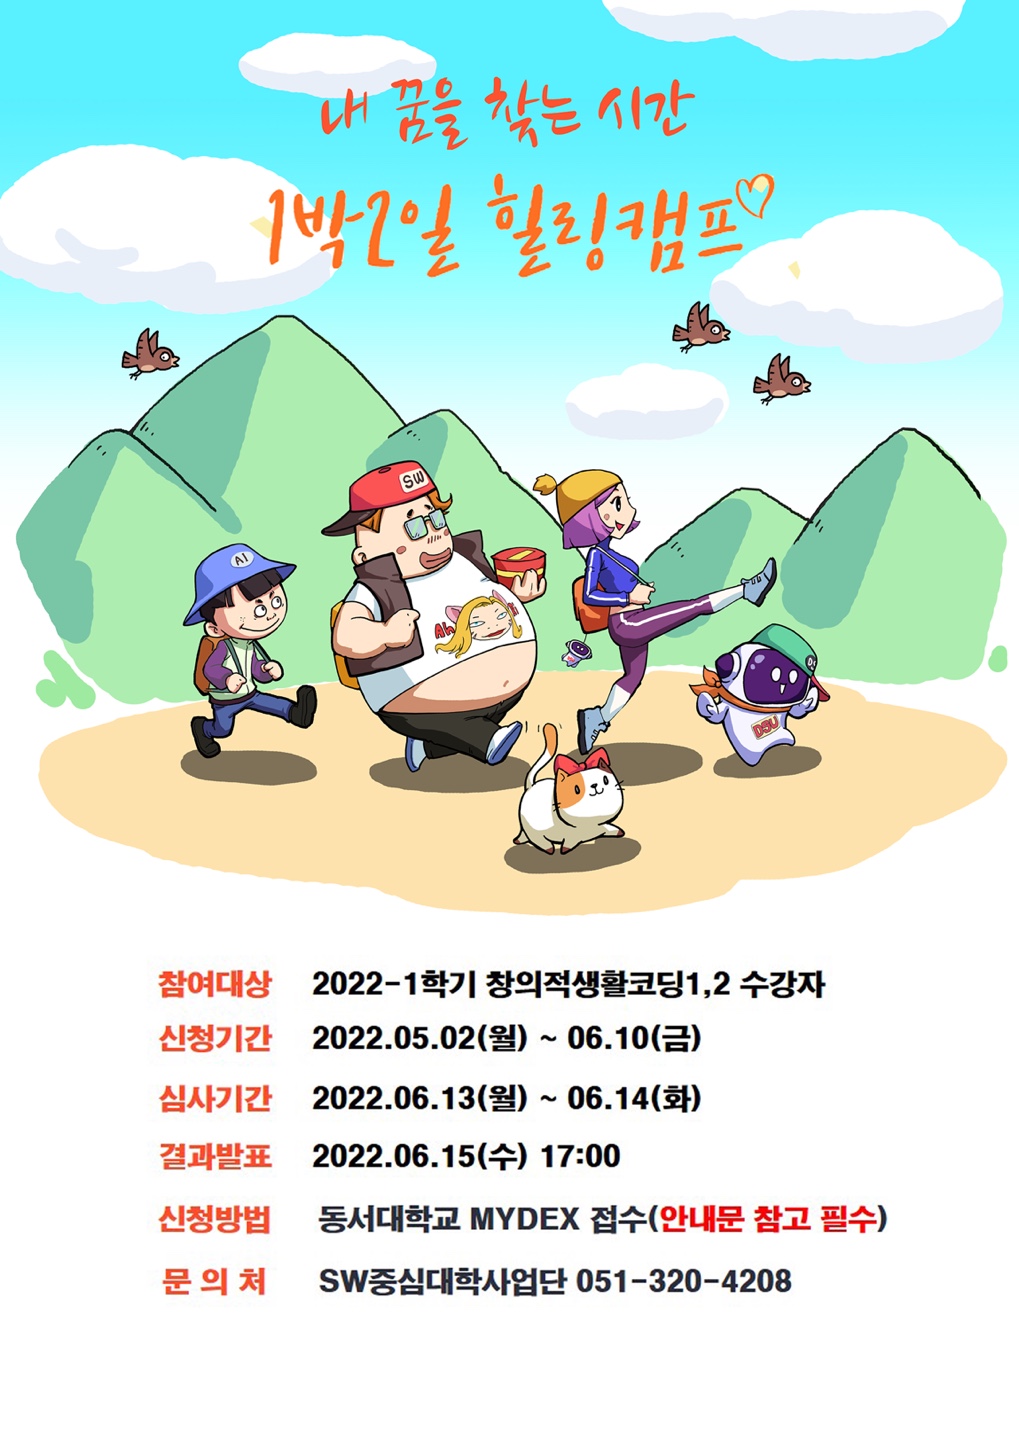 내 꿈을 찾는 시간
1박2일 힐링캠프♡
SW
AI
Ah
DSU
참여대상 2022-1학기 창의적생활코딩1,2 수강자
신청기간 2022.05.02(월) ~ 06.10(금)
심사기간 2022.06.13(월) ~ 06.14(화)
결과발표 2022.06.15(수) 17:00
신청방법 동서대학교 MYDEX 접수(안내문 참고 필수)
문 의 처 SW중심대학사업단 051-320-4208